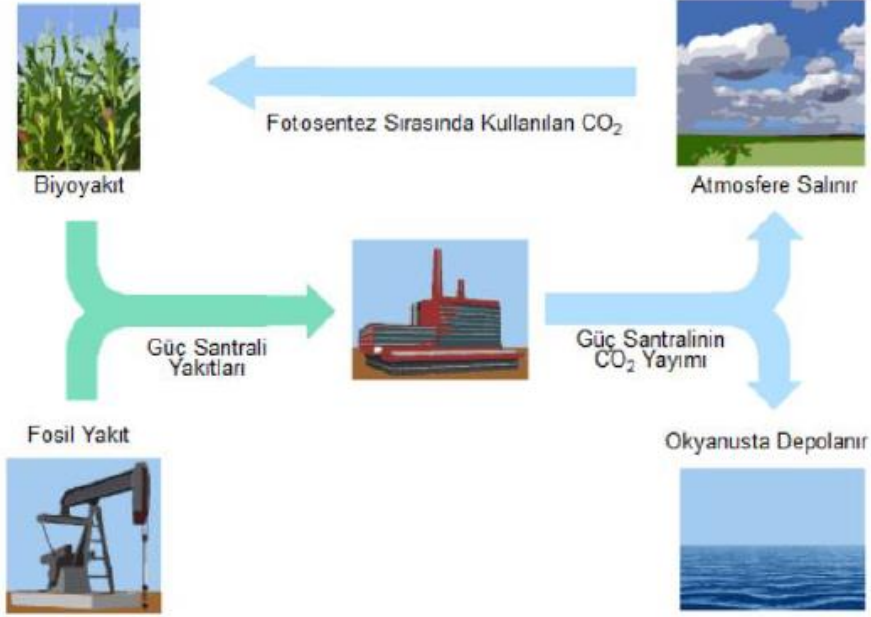 Fotosentez Sırasında Kullanılan CO₂
Biyoyakıt
Atmosfere Salınır
Güç Santrali
Yakıtları
Güç Santralinin
CO₂ Yayımı
Fosil Yakıt
Okyanusta Depolanır